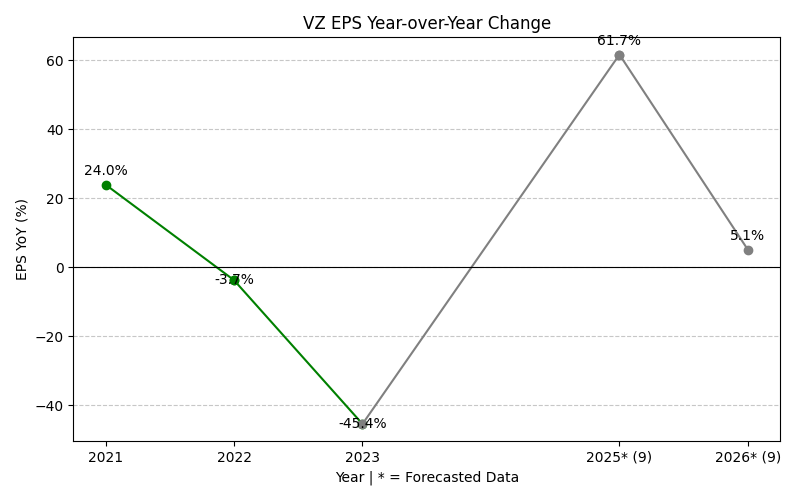 VZ EPS Year-over-Year Change
61.7%
24.0%
5.1%
-3.7%
-45.4%
60
40
20
0
−20
−40
EPS YoY (%)
2021 2022 2023 2025* (9) 2026* (9)
Year | * = Forecasted Data